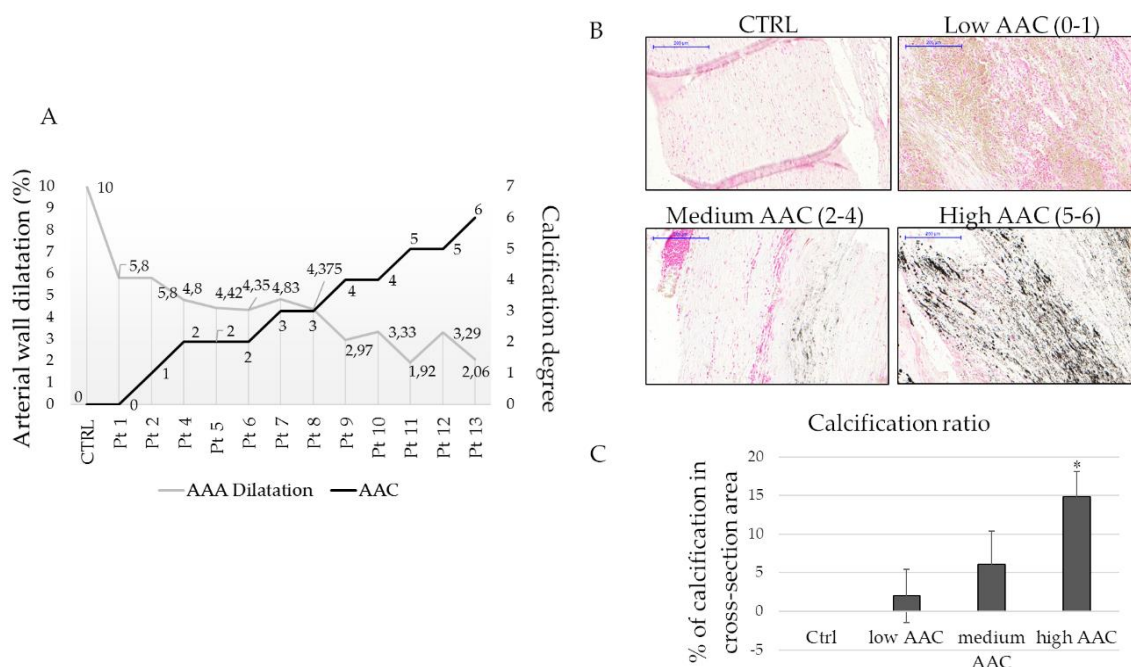 A
Arterial wall dilatation (%)
10
9
8
7
6
5
4
3
2
1
0
10
5,8
5,8
4,8
4,42
4,35
4,83
4,375
2,97
3,33
1,92
3,29
2,06
0
0
1
2
2
2
3
3
4
4
5
5
6
7
6
5
4
3
2
1
0
Calcification degree
CTRL
Pt 1
Pt 2
Pt 4
Pt 5
Pt 6
Pt 7
Pt 8
Pt 9
Pt 10
Pt 11
Pt 12
Pt 13
AAA Dilatation
AAC
B
CTRL
Low AAC (0-1)
200 µm
Medium AAC (2-4)
High AAC (5-6)
C
Calcification ratio
% of calcification in
cross-section area
20
15
10
5
0
-5
*
Ctrl
low AAC
medium
AAC
high AAC